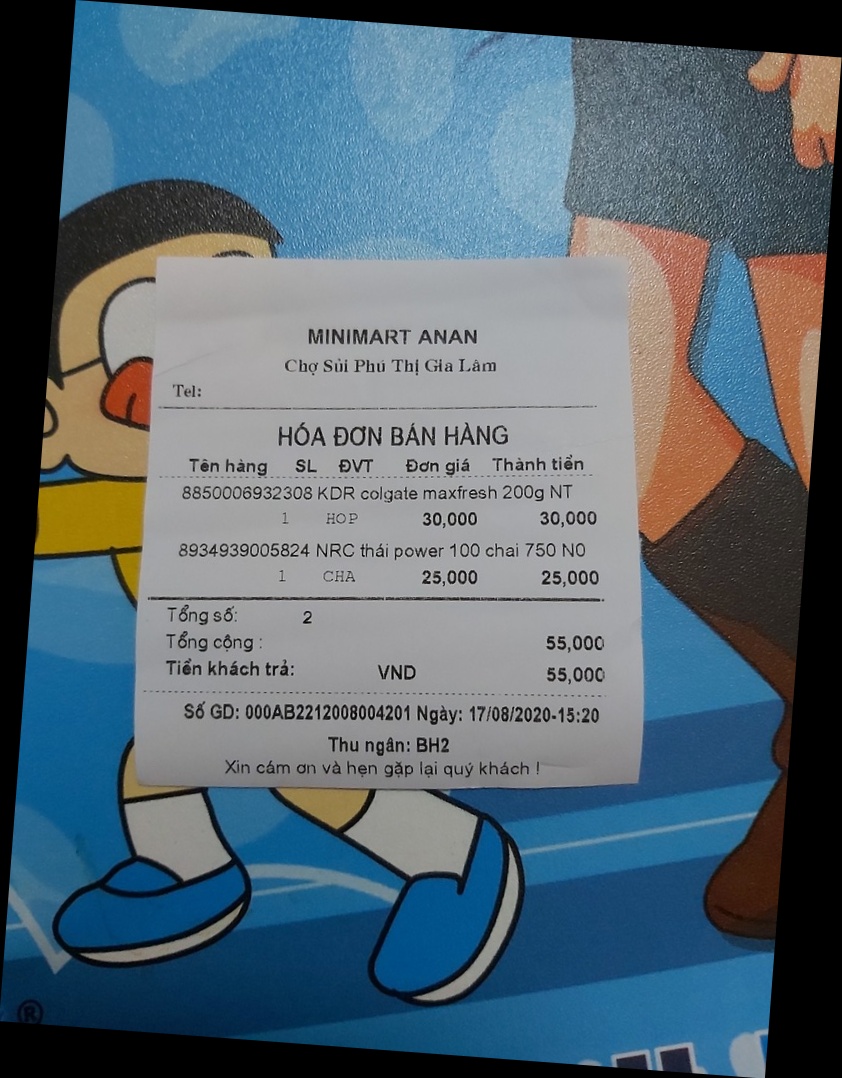 MINIMART ANAN
Chợ Sủi Phú Thị Gia Lâm
Tel:
HÓA ĐƠN BÁN HÀNG
Tên hàng SL ĐVT Đơn giá Thành tiền
8850006932308 KDR colgate maxfresh 200g NT
1 HOP 30,000 30,000
8934939005824 NRC thái power 100 chai 750 N0
1 CHA 25,000 25,000
Tổng số: 2
Tổng cộng : 55,000
Tiền khách trả: VND 55,000
Số GD: 000AB2212008004201 Ngày: 17/08/2020-15:20
Thu ngân: BH2
Xin cám ơn và hẹn gặp lại quý khách !
®